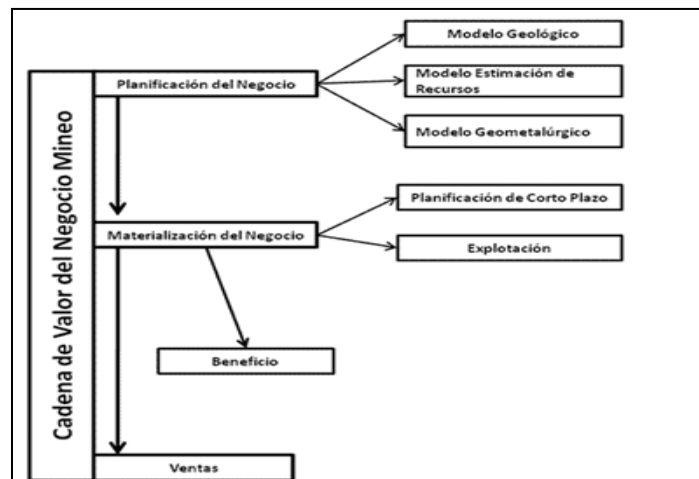 Cadena de Valor del Negocio Mineo
Planificación del Negocio
Modelo Geológico
Modelo Estimación de
Recursos
Modelo Geometalúrgico
Materialización del Negocio
Planificación de Corto Plazo
Explotación
Beneficio
Ventas